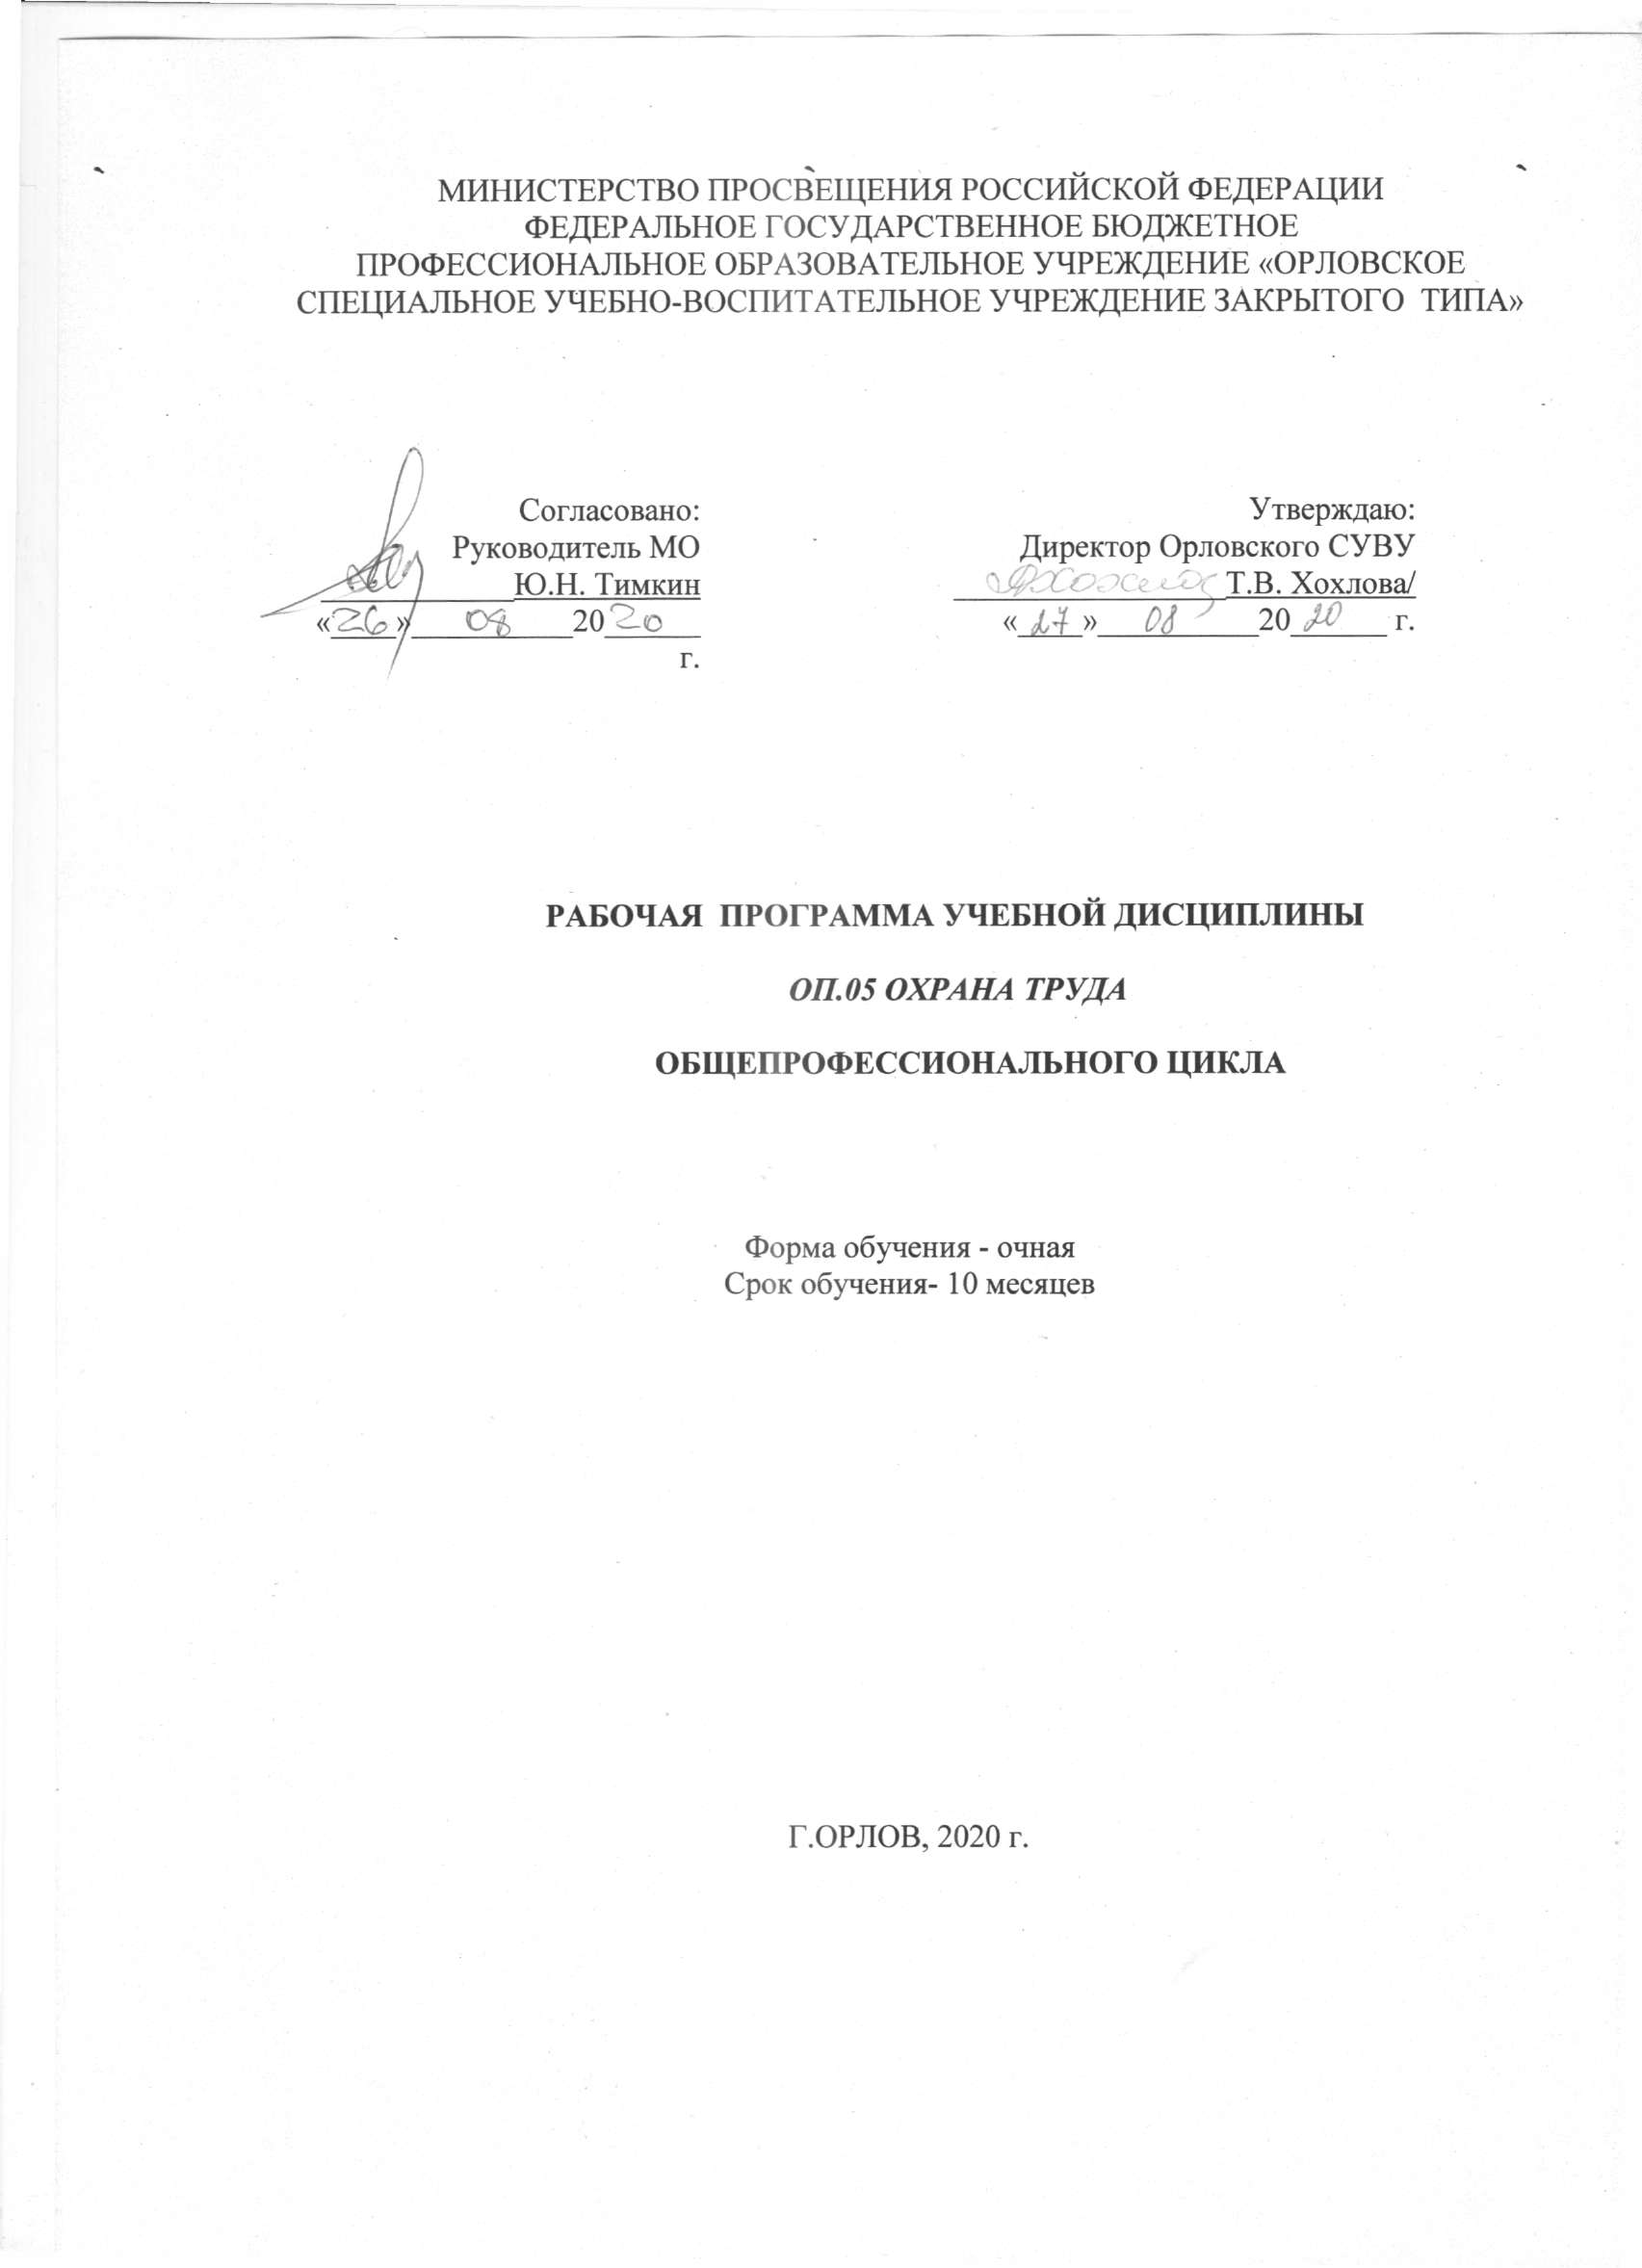 МИНИСТЕРСТВО ПРОСВЕЩЕНИЯ РОССИЙСКОЙ ФЕДЕРАЦИИ
ФЕДЕРАЛЬНОЕ ГОСУДАРСТВЕННОЕ БЮДЖЕТНОЕ
ПРОФЕССИОНАЛЬНОЕ ОБРАЗОВАТЕЛЬНОЕ УЧРЕЖДЕНИЕ «ОРЛОВСКОЕ
СПЕЦИАЛЬНОЕ УЧЕБНО-ВОСПИТАТЕЛЬНОЕ УЧРЕЖДЕНИЕ ЗАКРЫТОГО ТИПА»
Согласовано:
Руководитель МО
Ю.Н. Тимкин
«26» 08 2020
г.
Утверждаю:
Директор Орловского СУВУ
Т.В. Хохлова/
«27» 08 2020 г.
РАБОЧАЯ ПРОГРАММА УЧЕБНОЙ ДИСЦИПЛИНЫ
ОП.05 ОХРАНА ТРУДА
ОБЩЕПРОФЕССИОНАЛЬНОГО ЦИКЛА
Форма обучения - очная
Срок обучения- 10 месяцев
Г.ОРЛОВ, 2020 г.